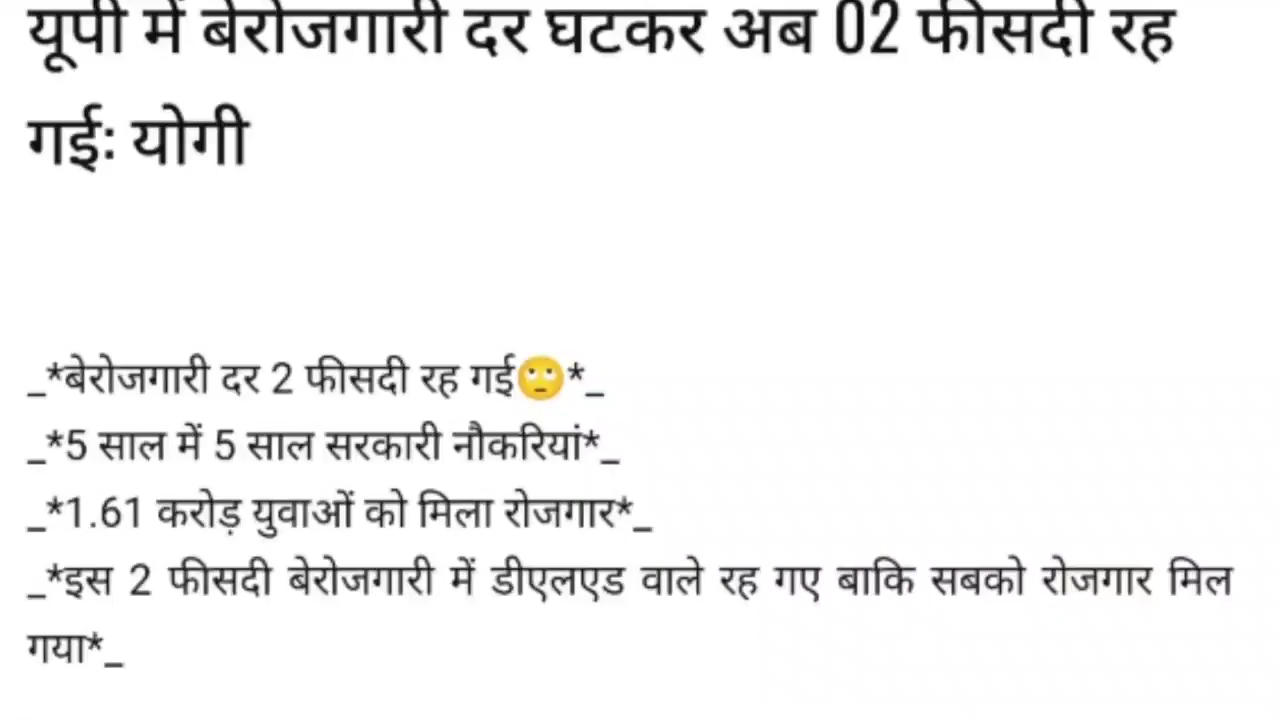 यूपी में बेरोजगारी दर घटकर अब 02 फीसदी रह
गईः योगी
_*बेरोजगारी दर 2 फीसदी रह गई🙄*_
_*5 साल में 5 साल सरकारी नौकरियां*_
_*1.61 करोड़ युवाओं को मिला रोजगार*_
_*इस 2 फीसदी बेरोजगारी में डीएलएड वाले रह गए बाकि सबको रोजगार मिल
गया*_